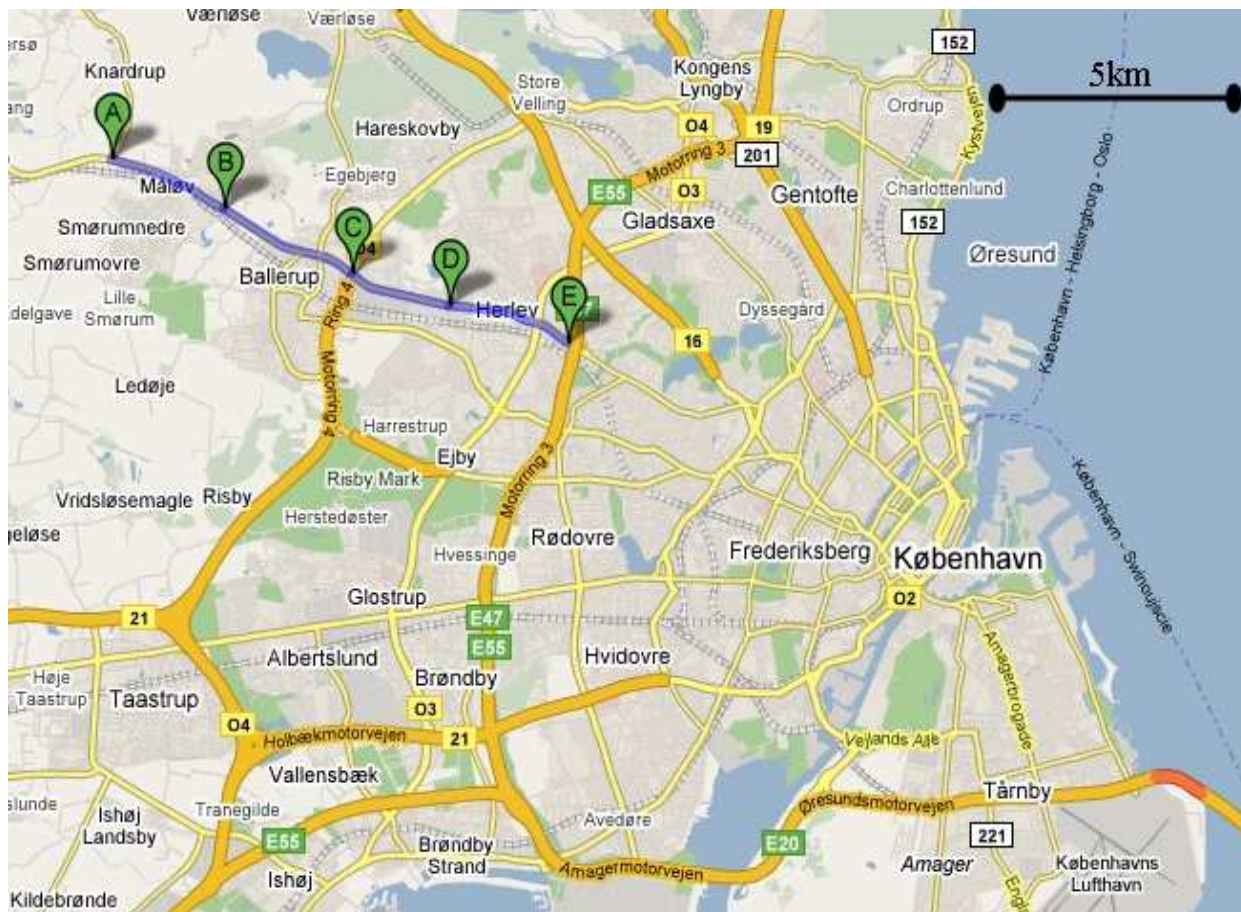 Værløse
Værløse
152
5km
Knardrup
Store
Velling
Kongens
Lyngby
Ordrup
Kystvejen
A
Hareskovby
O4
19
201
Motorring 3
B
Måløv
Egebjerg
E55
O3
Gentofte
Charlottenlund
København - Helsingborg - Oslo
Smørumnedre
Gladsaxe
152
C
D
Øresund
Smørumovre
Ballerup
Lille
Smørum
Ring 4
Herlev
E
Dyssegård
16
Ledøje
Motorring 4
Harrestrup
Ejby
Risby Mark
Motorring 3
Vridsløsemagle
Risby
Herstedøster
København - Swinoujscie
Hvessinge
Rødovre
Frederiksberg
København
Glostrup
O2
21
E47
E55
Albertslund
Hvidovre
Høje
Taastrup
Taastrup
Brøndby
Amagerbrogade
O4
O3
21
Holbækmotorvejen
Vejlands Alle
Vallensbæk
Tårnby
Tranegilde
Øresundsmotorvejen
Ishøj
Landsby
Avedøre
E55
Brøndby
Strand
E20
221
Ishøj
Amagermotorvejen
Amager
Københavns
Lufthavn
Kildebrønde